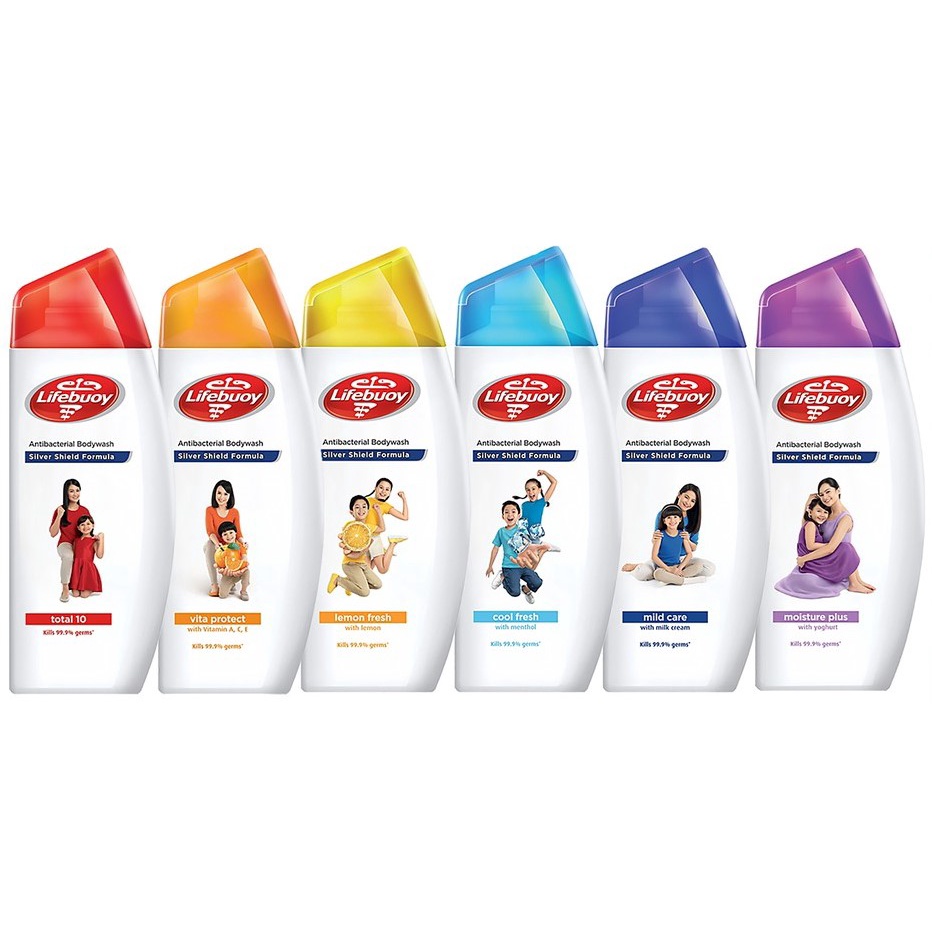 Lifebuoy
Antibacterial Bodywash
Silver Shield Formula
total 10
Kills 99.9% germs*
Lifebuoy
Antibacterial Bodywash
Silver Shield Formula
vita protect
with Vitamin A, C, E
Kills 99.9% germs*
Lifebuoy
Antibacterial Bodywash
Silver Shield Formula
lemon fresh
with lemon
Kills 99.9% germs*
Lifebuoy
Antibacterial Bodywash
Silver Shield Formula
cool fresh
with menthol
Kills 99.9% germs*
Lifebuoy
Antibacterial Bodywash
Silver Shield Formula
mild care
with milk cream
Kills 99.9% germs*
Lifebuoy
Antibacterial Bodywash
Silver Shield Formula
moisture plus
with yoghurt
Kills 99.9% germs*